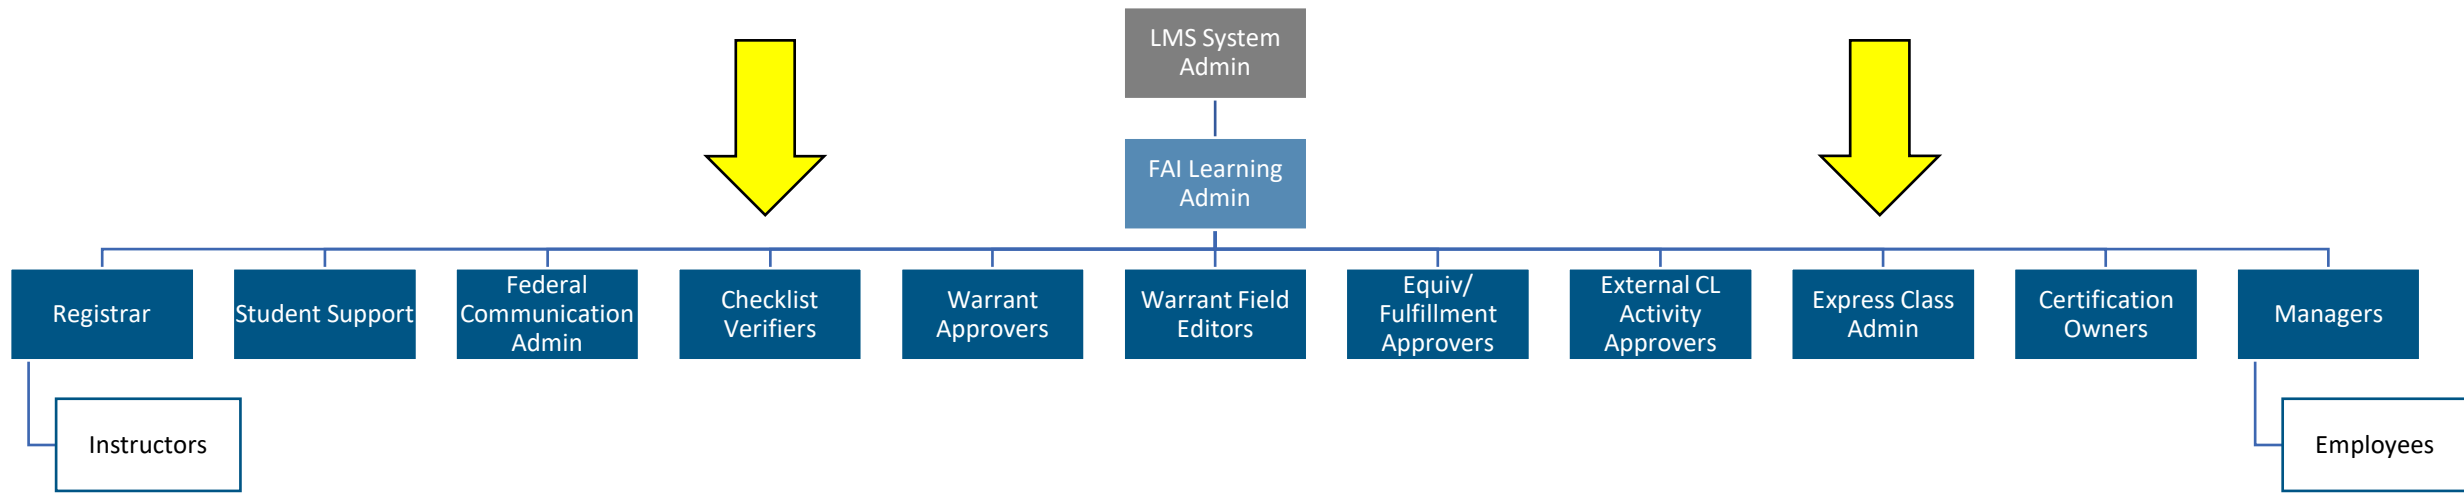 LMS System
Admin
FAI Learning
Admin
Registrar
Student Support
Federal
Communication
Admin
Checklist
Verifiers
Warrant
Approvers
Warrant Field
Editors
Equiv/
Fulfillment
Approvers
External CL
Activity
Approvers
Express Class
Admin
Certification
Owners
Managers
Instructors
Employees